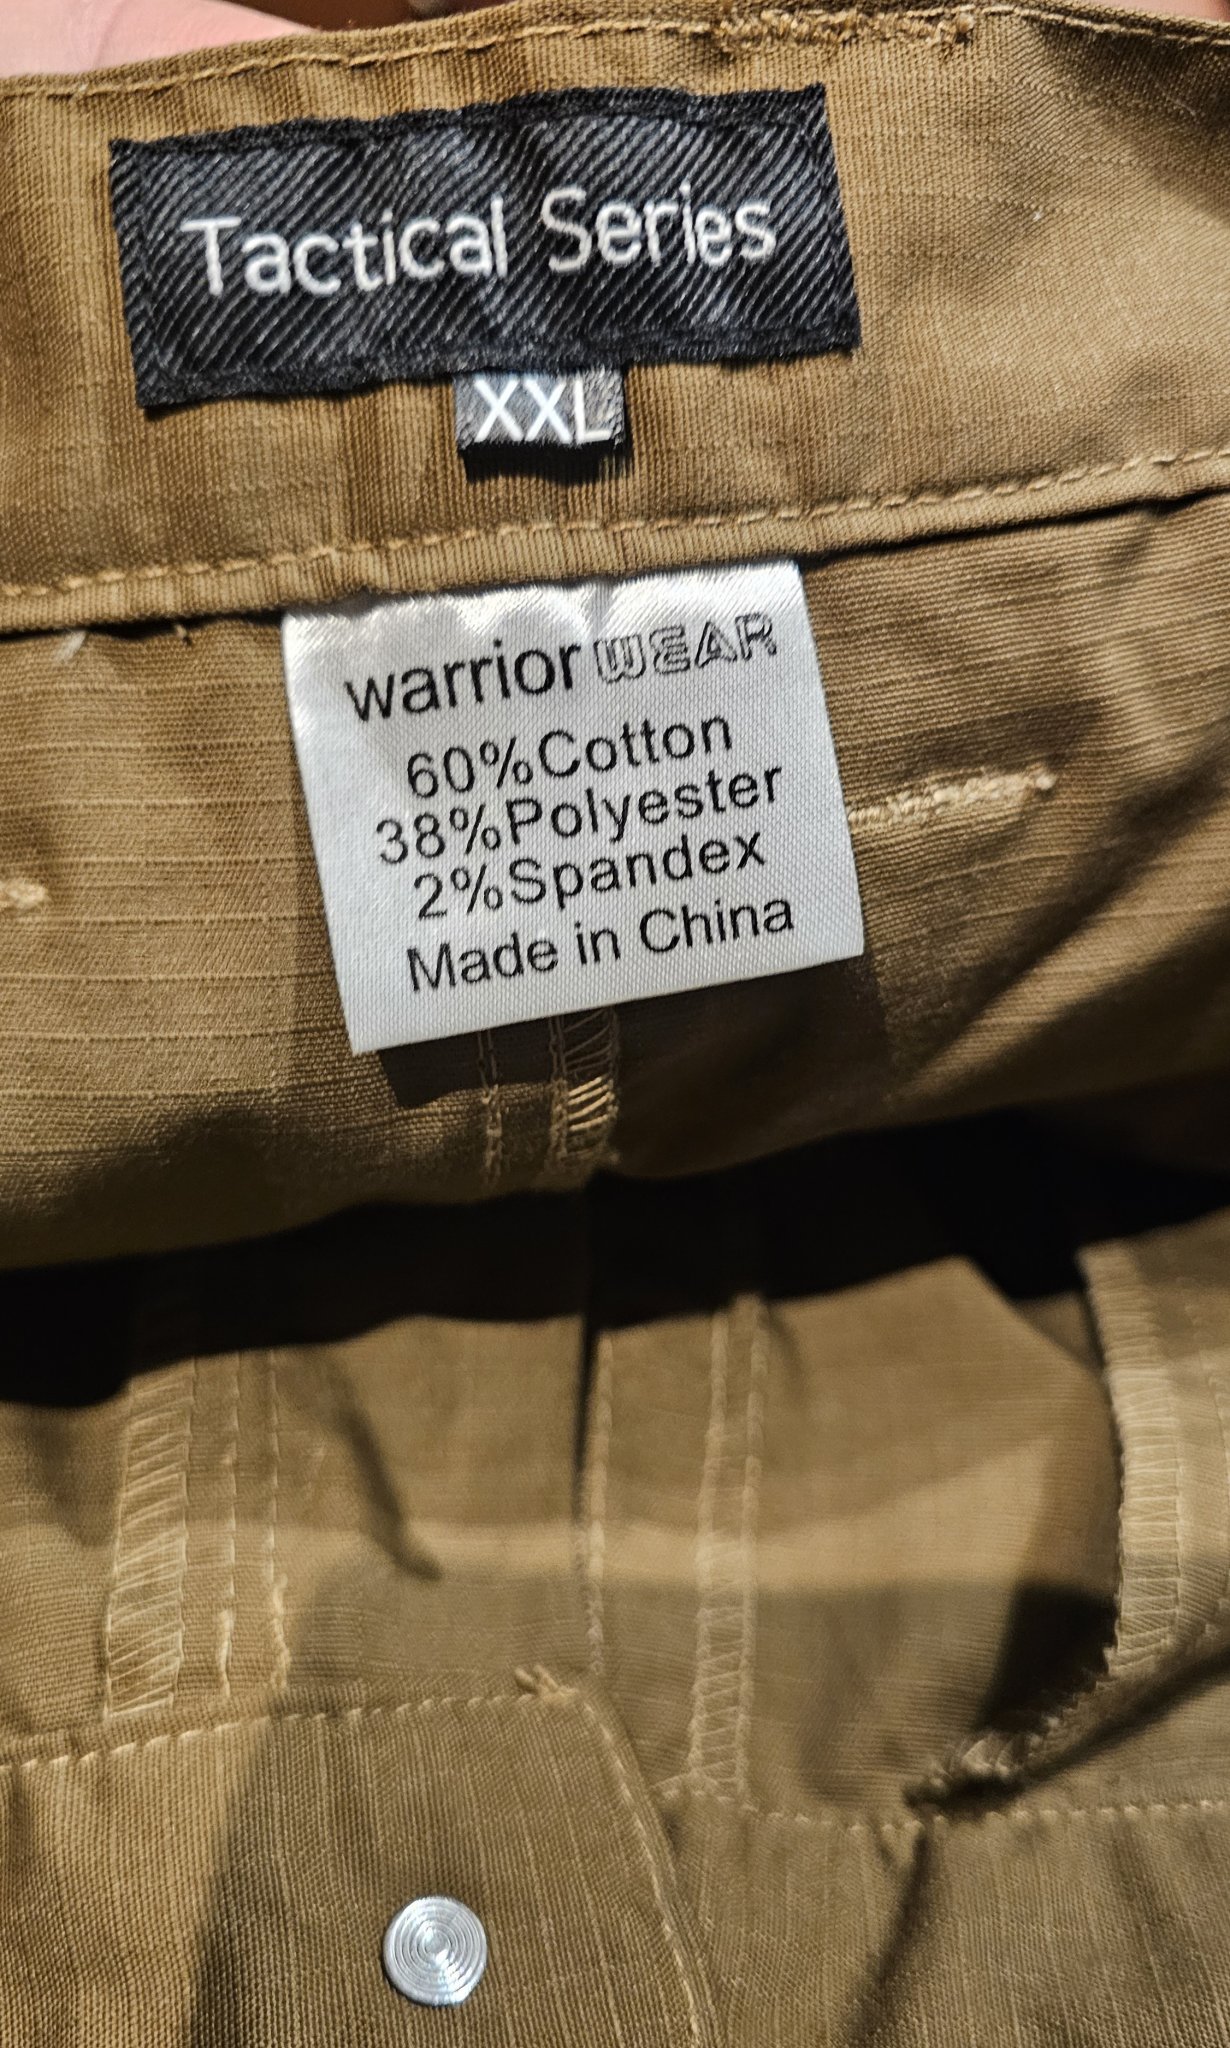 Tactical Series
XXL
warrior WEAR
60%Cotton
38%Polyester
2%Spandex
Made in China